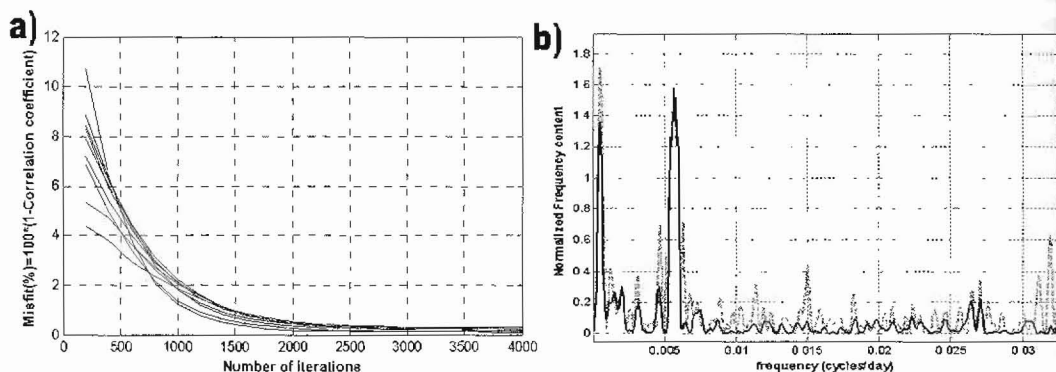 a)
Misfit(%)=100*(1-Correlation coefficient)
12
10
8
6
4
2
0
0 500 1000 1500 2000 2500 3000 3500 4000
Number of Iterations
b)
Normalized Frequency content
1.8
1.6
1.4
1.2
1
0.8
0.6
0.4
0.2
0
0.005 0.01 0.015 0.02 0.025 0.03
frequency (cycles/day)